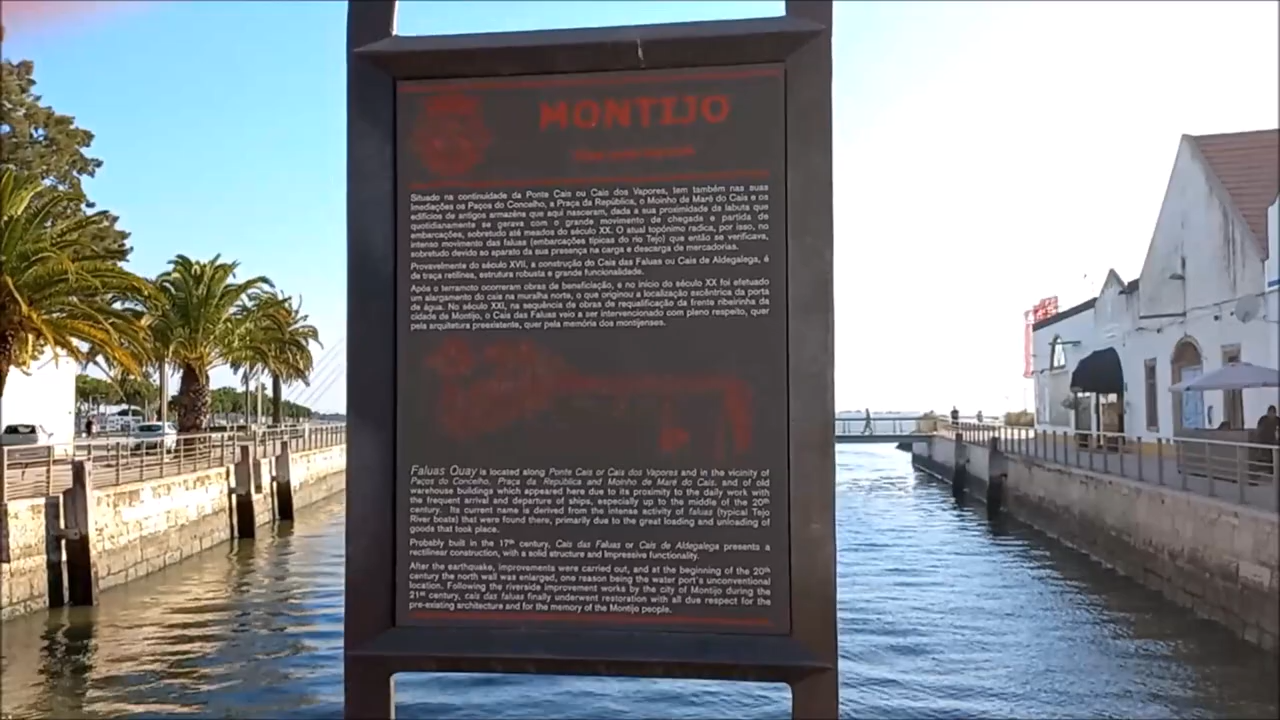 MONTIJO
Situado na continuidade da Ponte Cais ou Cais dos Vapores, tem também nas suas
imediações os Paços do Concelho, a Praça da República, o Moinho de Maré do Cais e os
edifícios de antigos armazéns que aqui nasceram, dada a sua proximidade da labuta que
quotidianamente se gerava com o grande movimento de chegada e partida de
embarcações, sobretudo até meados do século XX. O atual topónimo radica, por isso, no
intenso movimento das faluas (embarcações típicas do rio Tejo) que então se verificava,
sobretudo devido ao aparato da sua presença na carga e descarga de mercadorias.
Provavelmente do século XVII, a construção do Cais das Faluas ou Cais de Aldegalega, é
de traça retilínea, estrutura robusta e grande funcionalidade.
Após o terramoto ocorreram obras de beneficiação, e no início do século XX foi efetuado
um alargamento do cais na muralha norte, o que originou a localização excêntrica da porta
de água. No século XXI, na sequência de obras de requalificação da frente ribeirinha da
cidade de Montijo, o Cais das Faluas veio a ser intervencionado com pleno respeito, quer
pela arquitetura preexistente, quer pela memória dos montijenses.
Faluas Quay is located along Ponte Cais or Cais dos Vapores and in the vicinity of
Paços do Concelho, Praça da República and Moinho de Maré do Cais, and of old
warehouse buildings which appeared here due to its proximity to the daily work with
the frequent arrival and departure of ships, especially up to the middle of the 20th
century. Its current name is derived from the intense activity of faluas (typical Tejo
River boats) that were found there, primarily due to the great loading and unloading of
goods that took place.
Probably built in the 17th century, Cais das Faluas or Cais de Aldegalega presents a
rectilinear construction, with a solid structure and impressive functionality.
After the earthquake, improvements were carried out, and at the beginning of the 20th
century the north wall was enlarged, one reason being the water port's unconventional
location. Following the riverside improvement works by the city of Montijo during the
21st century, cais das faluas finally underwent restoration with all due respect for the
pre-existing architecture and for the memory of the Montijo people.